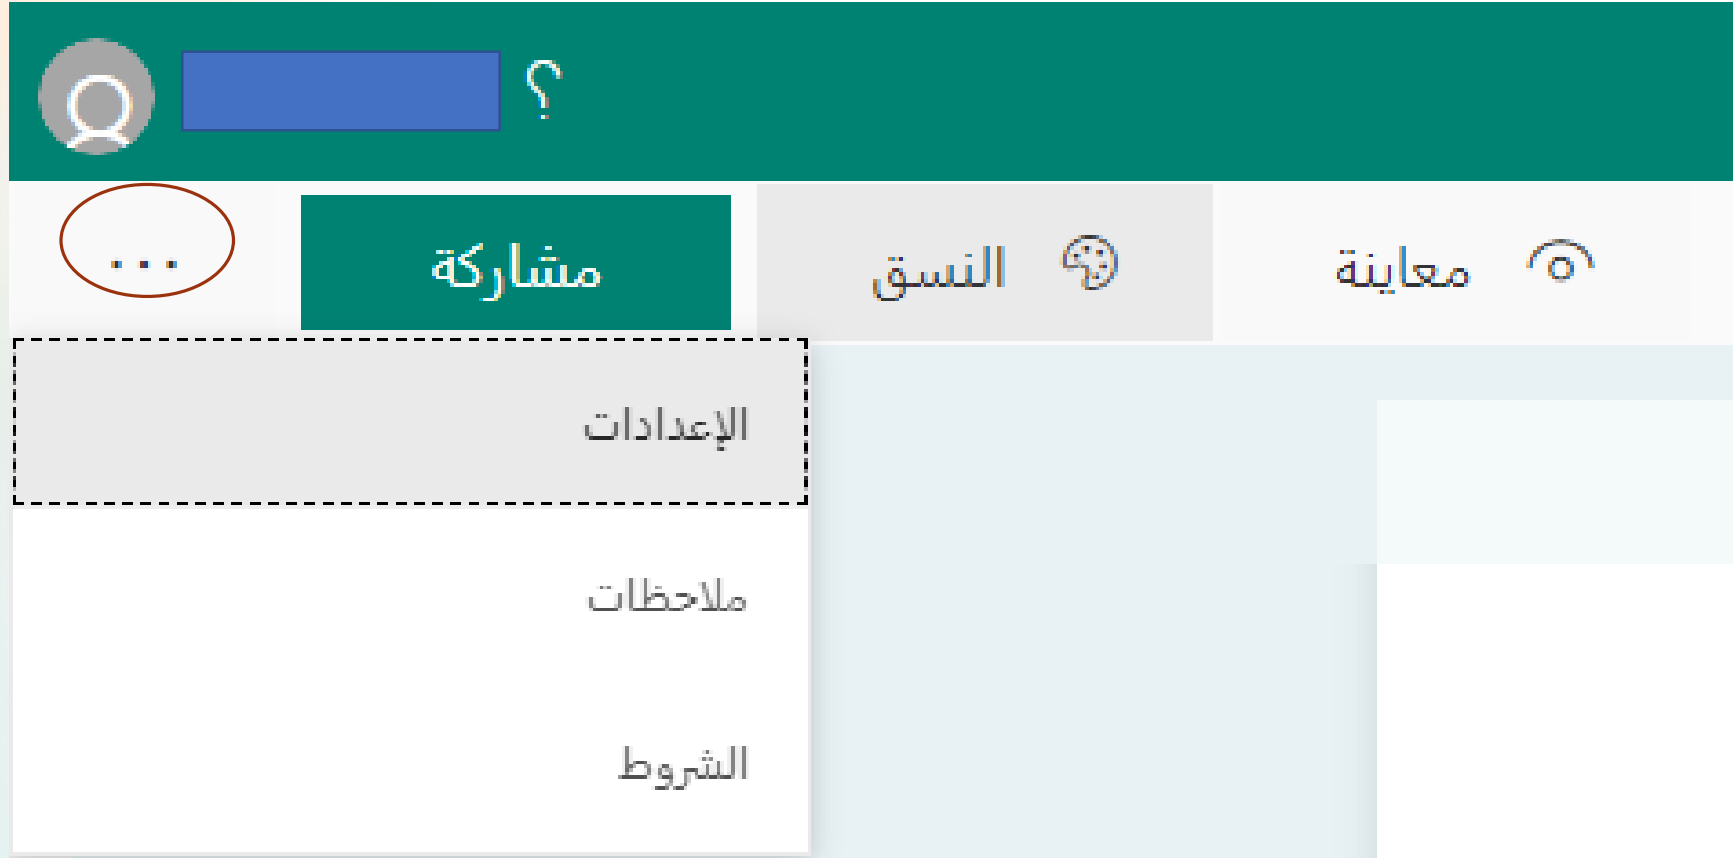 ؟
معاينة النسق مشاركة ...
الإعدادات
ملاحظات
الشروط